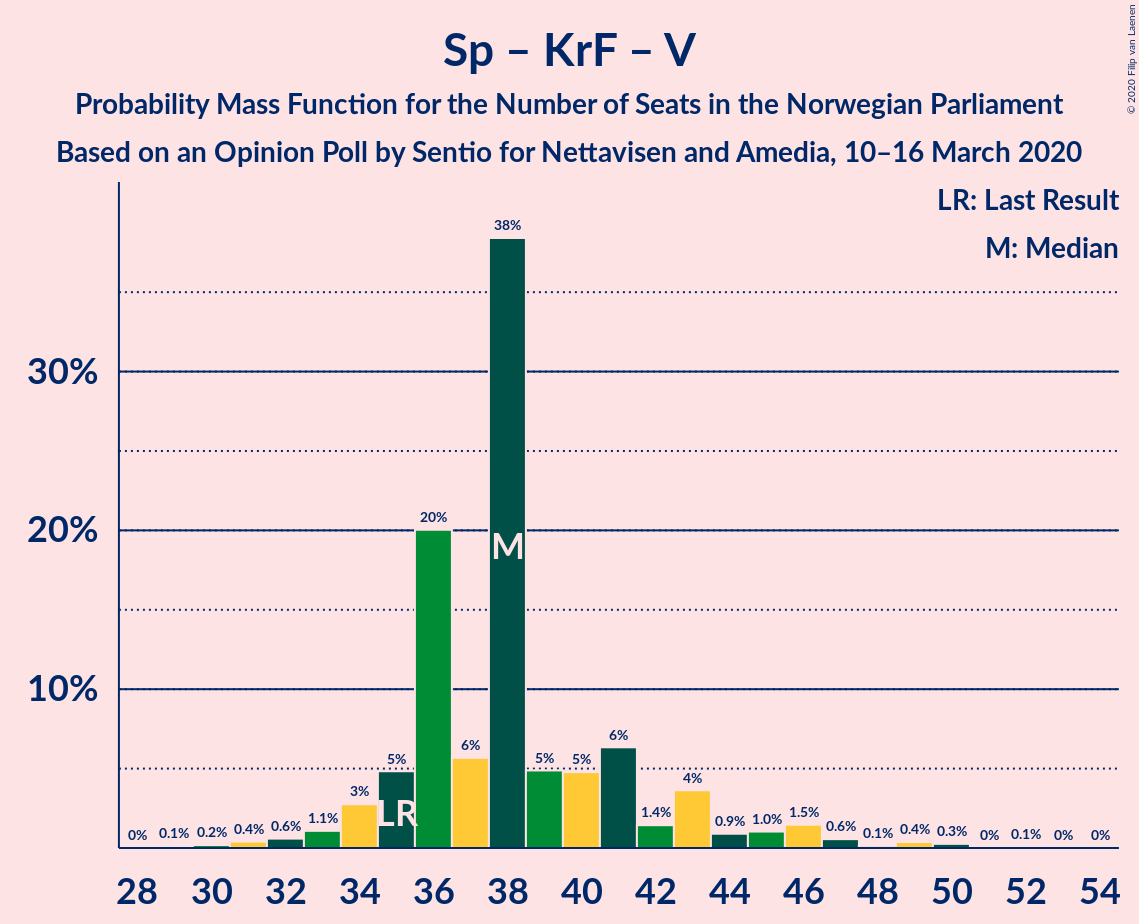 Sp – KrF – V
Probability Mass Function for the Number of Seats in the Norwegian Parliament
Based on an Opinion Poll by Sentio for Nettavisen and Amedia, 10–16 March 2020
© 2020 Filip van Laenen
LR: Last Result
M: Median
30%
20%
10%
0% 0.1% 0.2% 0.4% 0.6% 1.1% 3% 5% 20% 6% 38% 5% 5% 6% 1.4% 4% 0.9% 1.0% 1.5% 0.6% 0.1% 0.4% 0.3% 0% 0.1% 0% 0%
LR
M
28 30 32 34 36 38 40 42 44 46 48 50 52 54